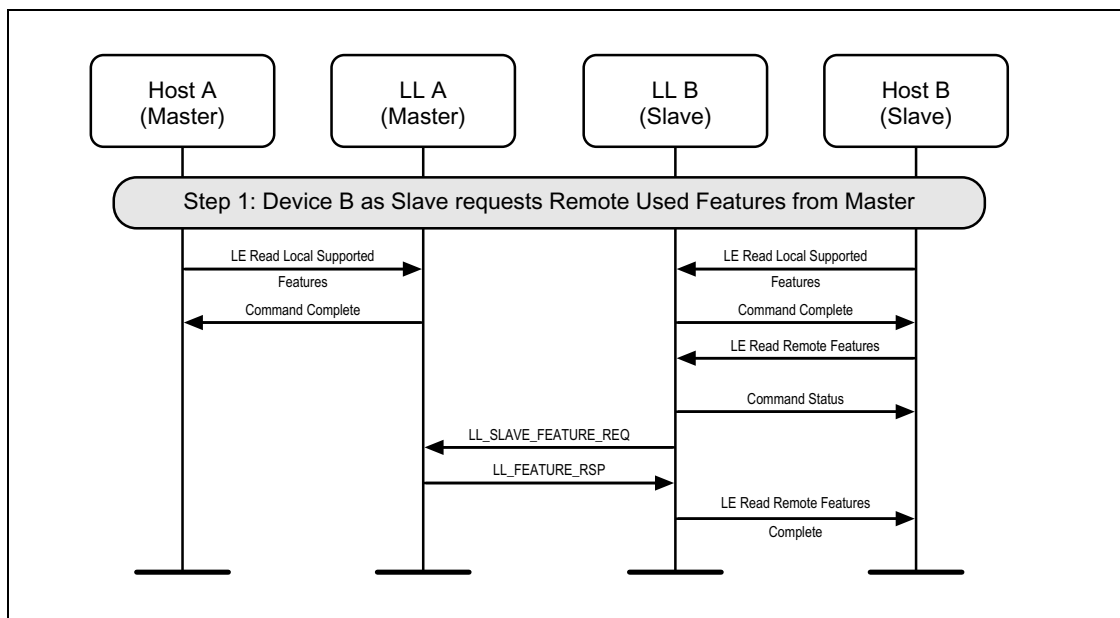 Host A
(Master)
LL A
(Master)
LL B
(Slave)
Host B
(Slave)
Step 1: Device B as Slave requests Remote Used Features from Master
LE Read Local Supported
Features
LE Read Local Supported
Features
Command Complete
Command Complete
LE Read Remote Features
Command Status
LL_SLAVE_FEATURE_REQ
LL_FEATURE_RSP
LE Read Remote Features
Complete